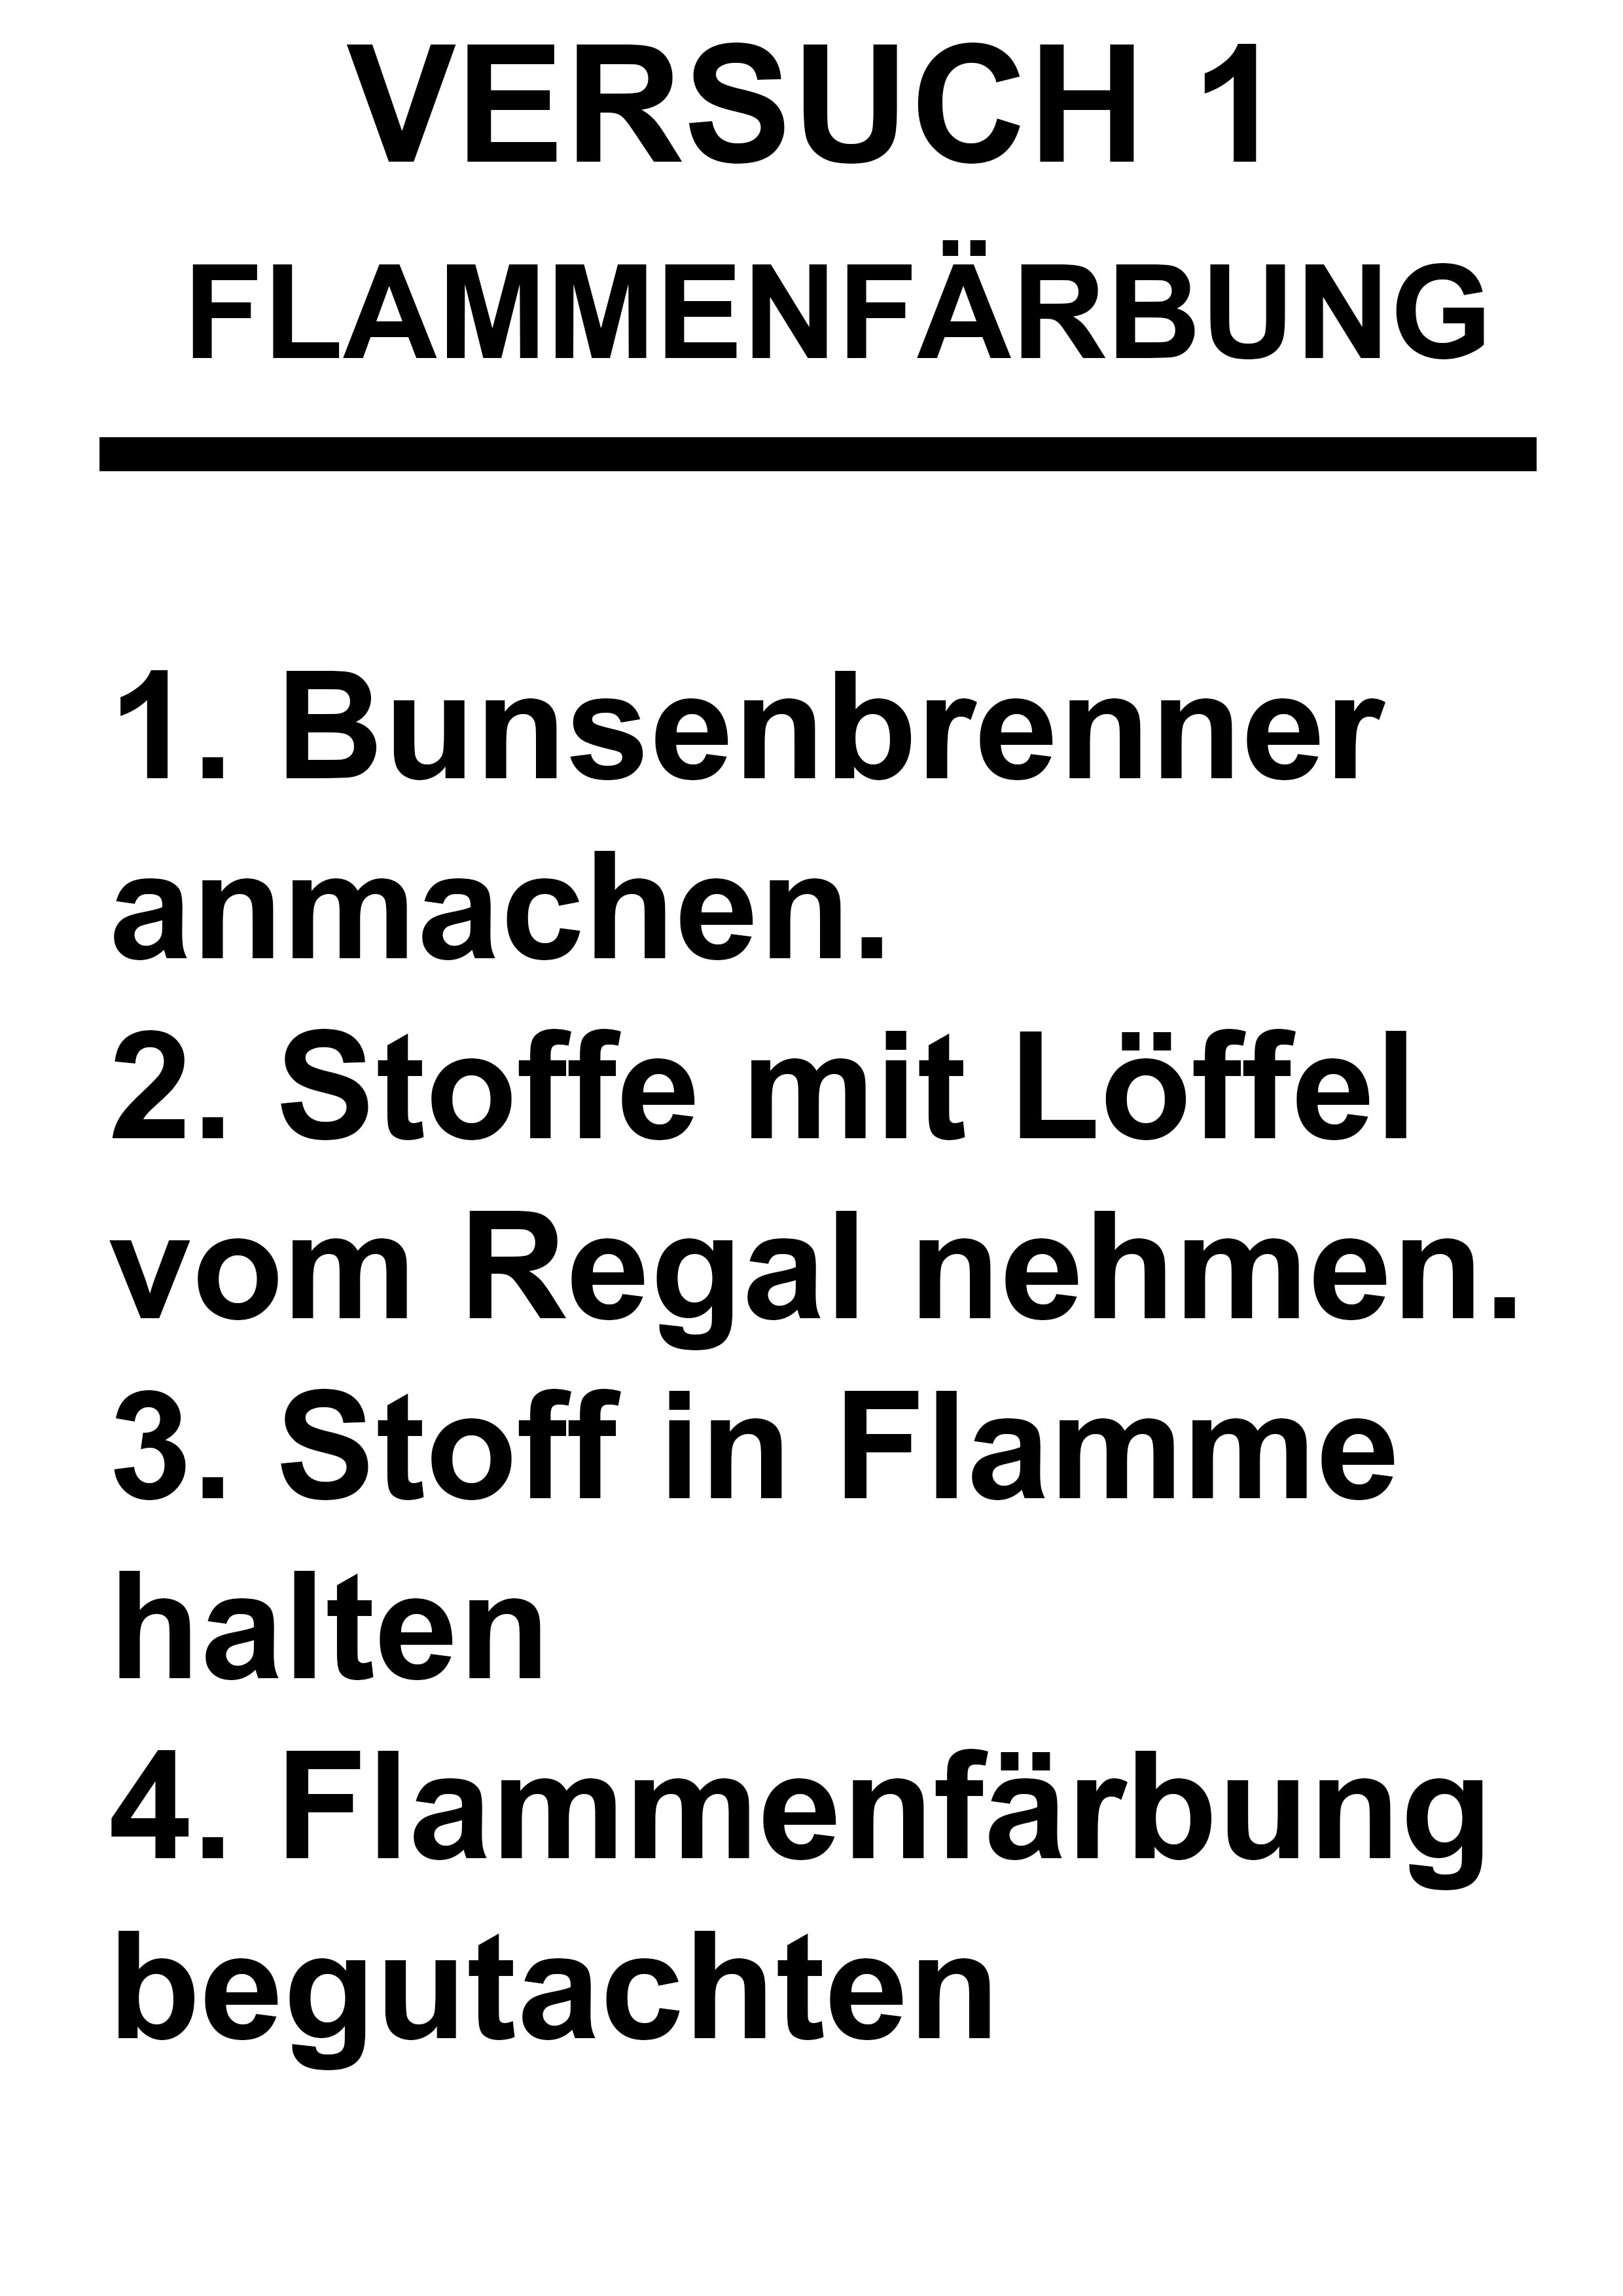 VERSUCH 1
FLAMMENFÄRBUNG
1. Bunsenbrenner
anmachen.
2. Stoffe mit Löffel
vom Regal nehmen.
3. Stoff in Flamme
halten
4. Flammenfärbung
begutachten